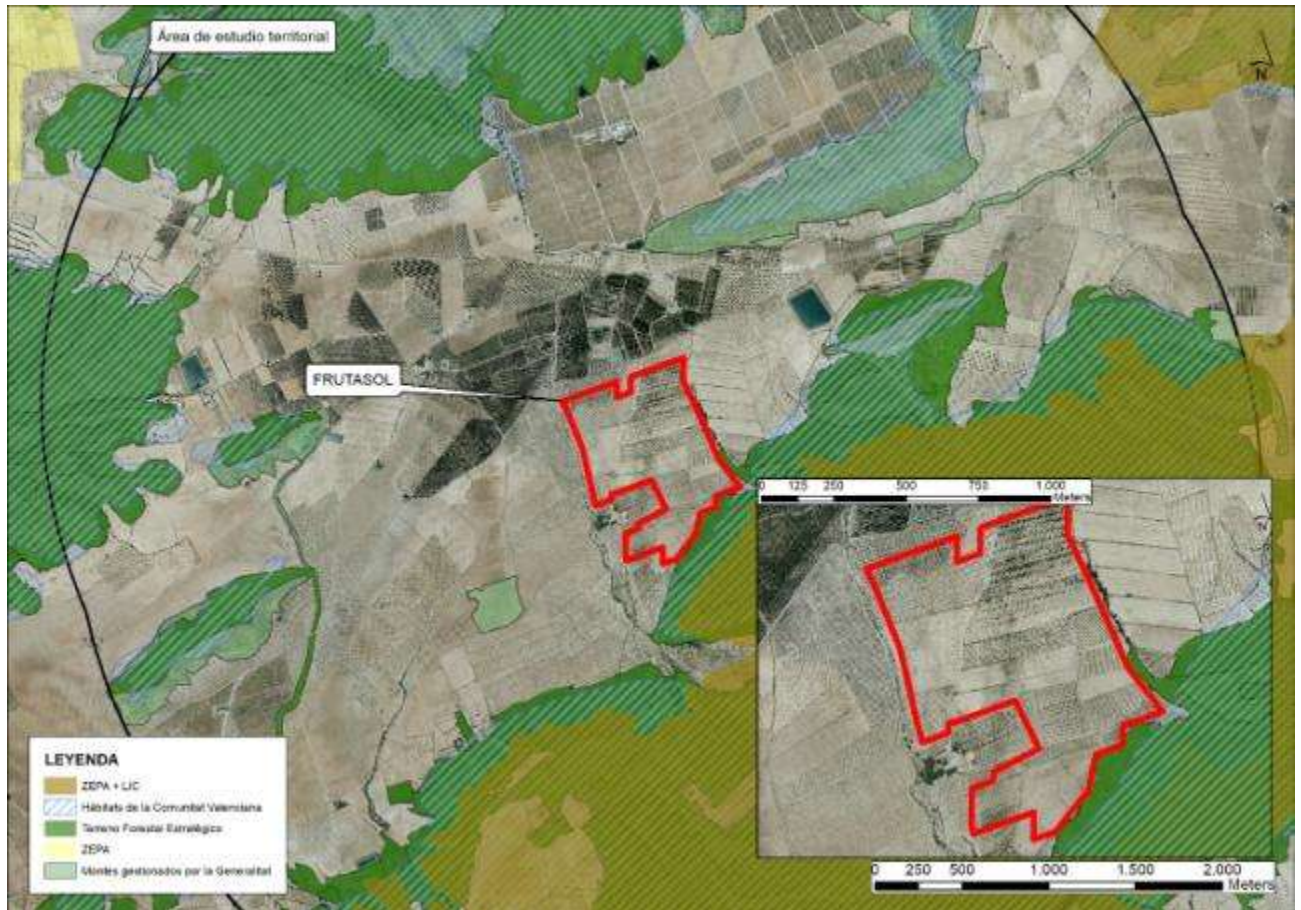 Área de estudio territorial
N
FRUTASOL
0 125 250 500 750 1.000
Meters
N
LEYENDA
ZEPA + LIC
Hábitats de la Comunitat Valenciana
Terreno Forestal Estratégico
ZEPA
Montes gestionados por la Generalitat
0 250 500 1.000 1.500 2.000
Meters